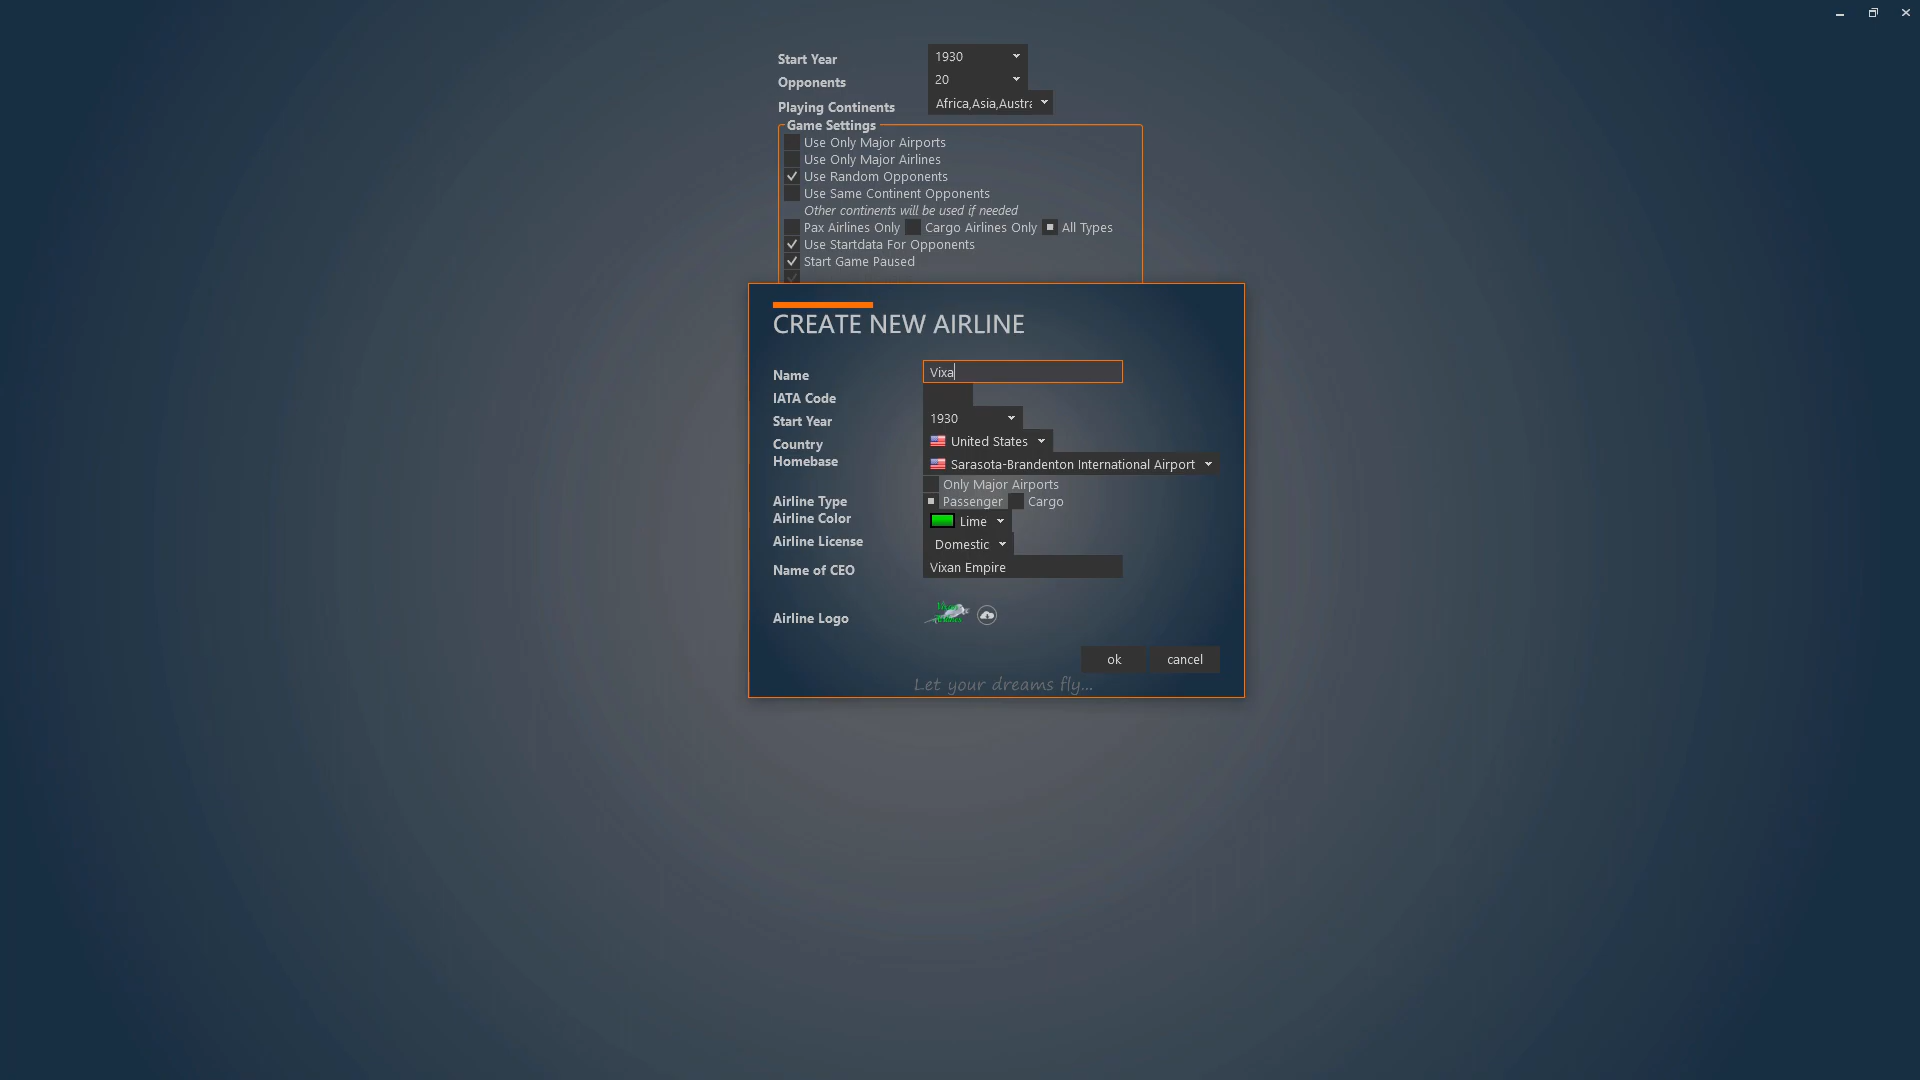 Start Year 1930
Opponents 20
Playing Continents Africa,Asia,Austra
Game Settings
Use Only Major Airports
Use Only Major Airlines
Use Random Opponents
Use Same Continent Opponents
Other continents will be used if needed
Pax Airlines Only Cargo Airlines Only All Types
Use Startdata For Opponents
Start Game Paused
CREATE NEW AIRLINE
Name Vixa
IATA Code
Start Year 1930
Country United States
Homebase Sarasota-Brandenton International Airport
Only Major Airports
Airline Type Passenger Cargo
Airline Color Lime
Airline License Domestic
Name of CEO Vixan Empire
Airline Logo
ok cancel
Let your dreams fly...